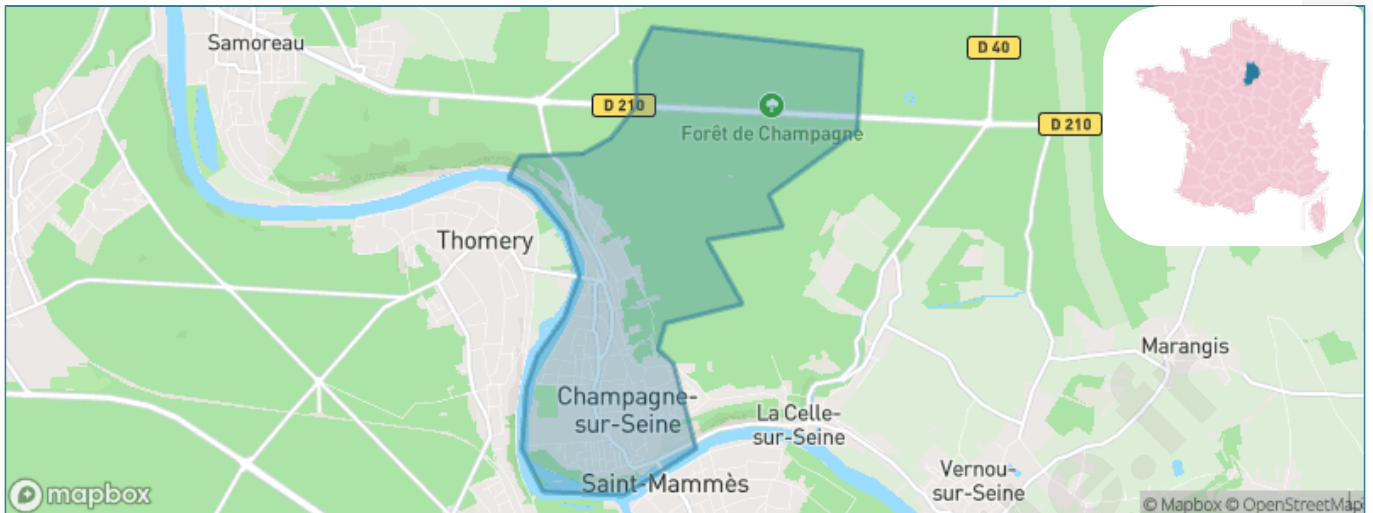 Samoreau
D 40
D 210
D 210
Forêt de Champagne
Thomery
Marangis
Champagne-
sur-Seine
La Celle-
sur-Seine
Saint-Mammès
Vernou-
sur-Seine
mapbox
© Mapbox © OpenStreetMap